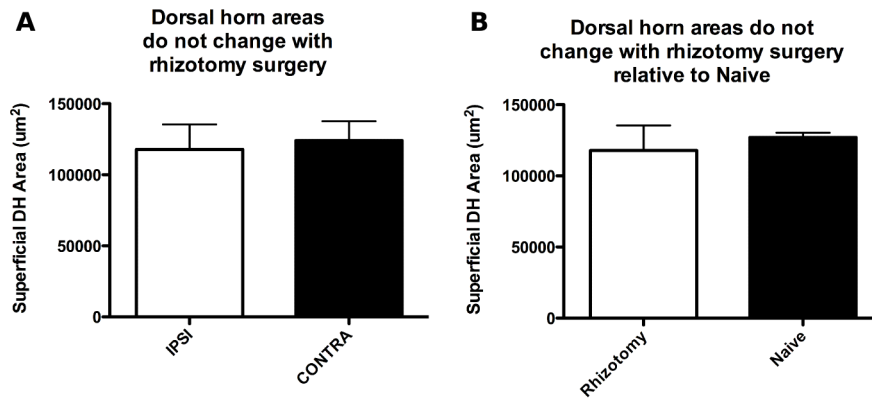 A
Dorsal horn areas
do not change with
rhizotomy surgery
Superficial DH Area (um²)
150000
100000
50000
0
IPSI
CONTRA
B
Dorsal horn areas do not
change with rhizotomy surgery
relative to Naive
Superficial DH Area (um²)
150000
100000
50000
0
Rhizotomy
Naive